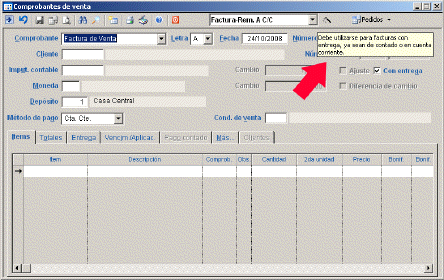 Comprobantes de venta
Factura-Rem. A C/C
Pedidos
Comprobante Factura de Venta Letra A Fecha 24/10/2008 Número
Debe utilizarse para facturas con
entrega, ya sean de contado o en cuenta
corriente.
Cliente
Imput. contable Cambio Ajuste Con entrega
Moneda Cambio Diferencia de cambio
Depósito 1 Casa Central
Método de pago Cta. Cte. Cond. de venta
Items Totales Entrega Vencim./Aplicac. Pago contado Más... Clientes
Item Descripción Comprob. Obs. Cantidad 2da unidad Precio Bonif. Bonif.